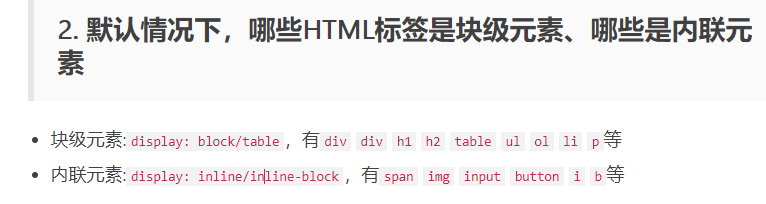 2. 默认情况下，哪些HTML标签是块级元素、哪些是内联元
素
块级元素: display: block/table ，有 div div h1 h2 table ul ol li p 等
内联元素: display: inline/inline-block ，有 span img input button i b 等